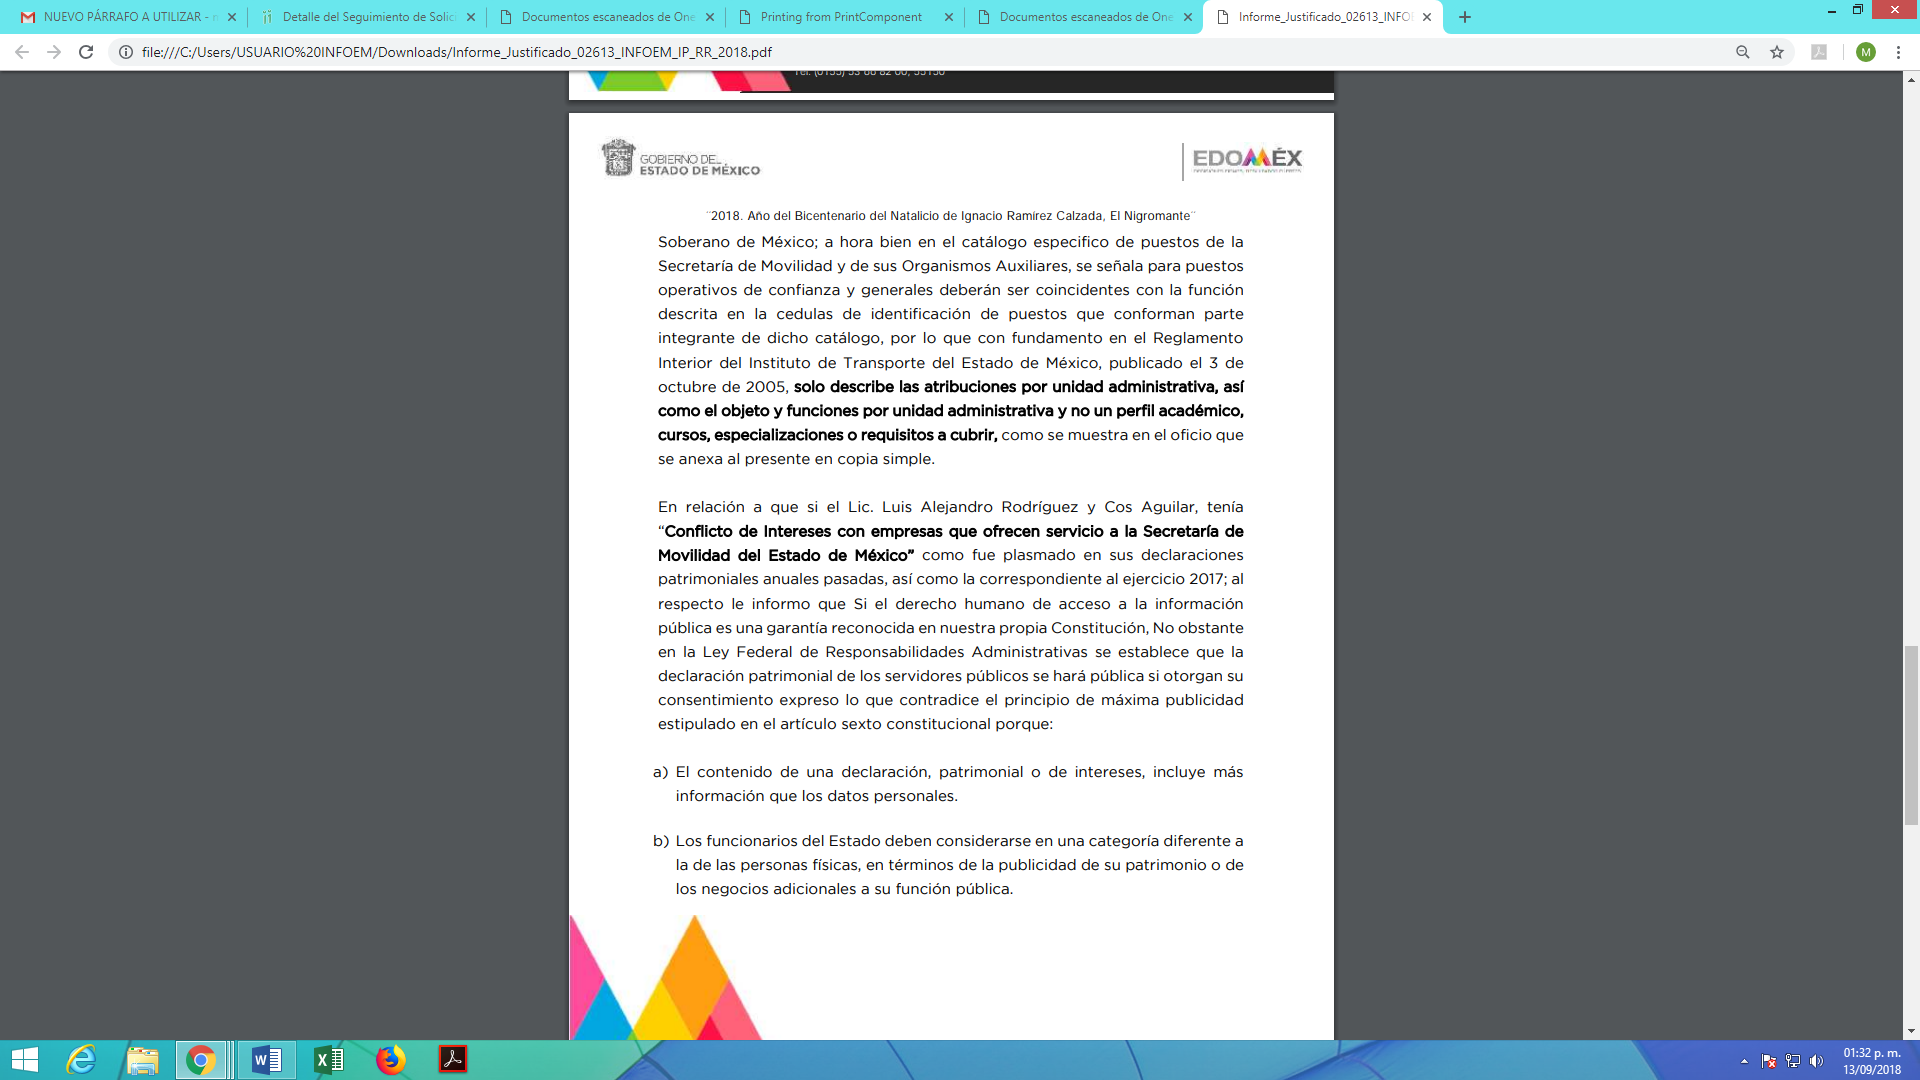 NUEVO PÁRRAFO A UTILIZAR -
Detalle del Seguimiento de Solic
Documentos escaneados de One
Printing from PrintComponent
Documentos escaneados de One
Informe_Justificado_02613_INFO
file:///C:/Users/USUARIO%20INFOEM/Downloads/Informe_Justificado_02613_INFOEM_IP_RR_2018.pdf
M
GOBIERNO DEL
ESTADO DE MÉXICO
EDOMÉX
¨2018. Año del Bicentenario del Natalicio de Ignacio Ramírez Calzada, El Nigromante¨
Soberano de México; a hora bien en el catálogo especifico de puestos de la
Secretaría de Movilidad y de sus Organismos Auxiliares, se señala para puestos
operativos de confianza y generales deberán ser coincidentes con la función
descrita en la cedulas de identificación de puestos que conforman parte
integrante de dicho catálogo, por lo que con fundamento en el Reglamento
Interior del Instituto de Transporte del Estado de México, publicado el 3 de
octubre de 2005, solo describe las atribuciones por unidad administrativa, así
como el objeto y funciones por unidad administrativa y no un perfil académico,
cursos, especializaciones o requisitos a cubrir, como se muestra en el oficio que
se anexa al presente en copia simple.
En relación a que si el Lic. Luis Alejandro Rodríguez y Cos Aguilar, tenía
“Conflicto de Intereses con empresas que ofrecen servicio a la Secretaría de
Movilidad del Estado de México” como fue plasmado en sus declaraciones
patrimoniales anuales pasadas, así como la correspondiente al ejercicio 2017; al
respecto le informo que Si el derecho humano de acceso a la información
pública es una garantía reconocida en nuestra propia Constitución, No obstante
en la Ley Federal de Responsabilidades Administrativas se establece que la
declaración patrimonial de los servidores públicos se hará pública si otorgan su
consentimiento expreso lo que contradice el principio de máxima publicidad
estipulado en el artículo sexto constitucional porque:
a) El contenido de una declaración, patrimonial o de intereses, incluye más
información que los datos personales.
b) Los funcionarios del Estado deben considerarse en una categoría diferente a
la de las personas físicas, en términos de la publicidad de su patrimonio o de
los negocios adicionales a su función pública.
01:32 p. m.
13/09/2018